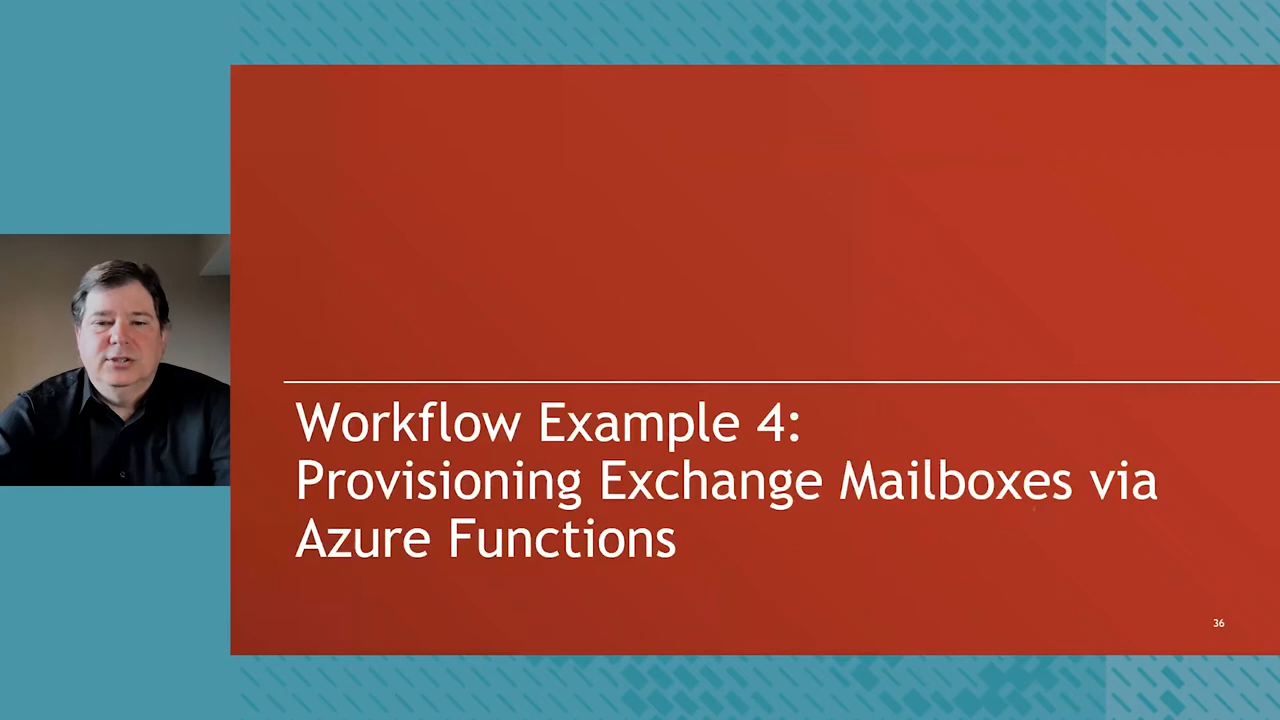 Workflow Example 4:
Provisioning Exchange Mailboxes via
Azure Functions
36